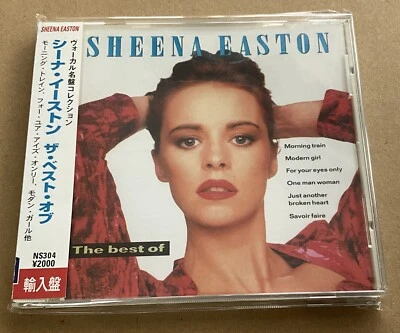 SHEENA EASTON
ヴォーカル名盤コレクション
シーナ・イーストン ザ・ベスト・オブ
モーニング・トレイン、フォー・ユア・アイズ・オンリー、モダン・ガール他
NS304
¥2000
輸入盤
SHEENA EASTON
Morning train
Modern girl
For your eyes only
One man woman
Just another
broken heart
Savoir faire
The best of